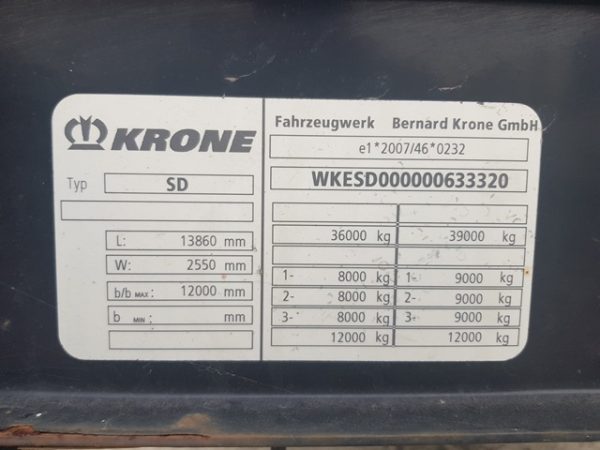 KRONE
Typ SD
L: 13860 mm
W: 2550 mm
b/b MAX: 12000 mm
b MIN: mm
Fahrzeugwerk Bernard Krone GmbH
e1*2007/46*0232
WKESD000000633320
36000 kg 39000 kg
1- 8000 kg 1- 9000 kg
2- 8000 kg 2- 9000 kg
3- 8000 kg 3- 9000 kg
12000 kg 12000 kg